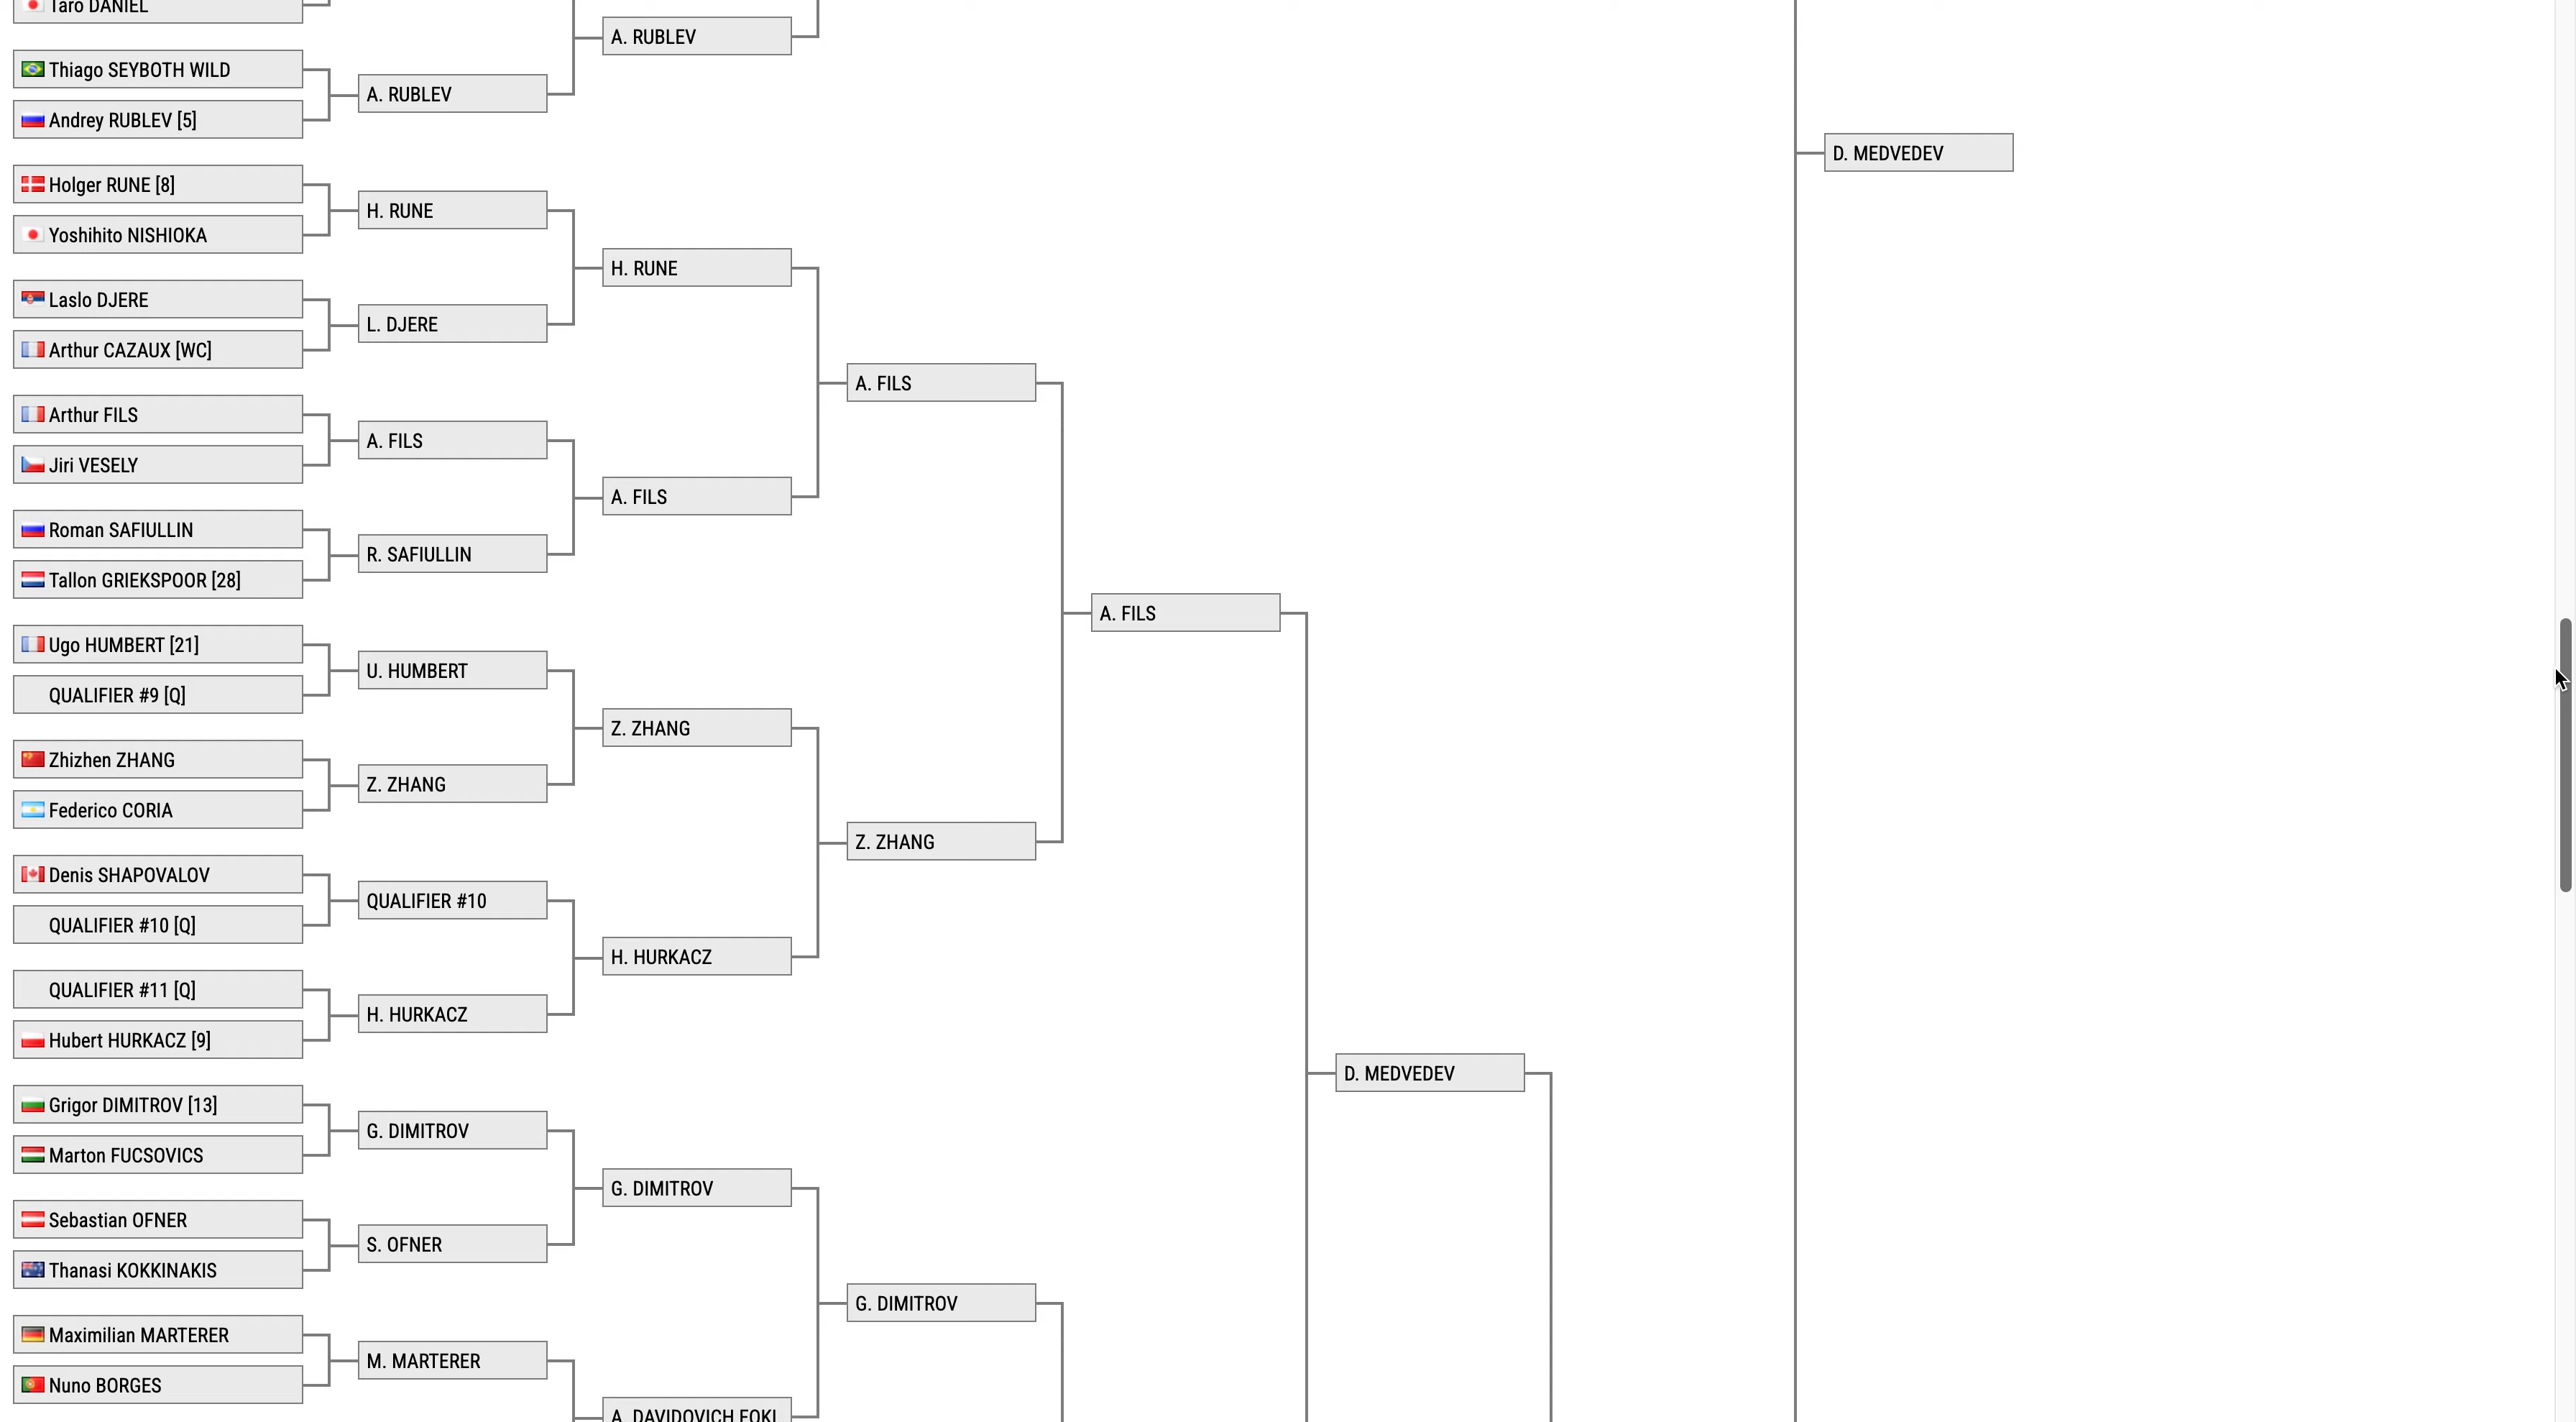 Taro DANIEL
A. RUBLEV
Thiago SEYBOTH WILD
A. RUBLEV
Andrey RUBLEV [5]
D. MEDVEDEV
Holger RUNE [8]
H. RUNE
Yoshihito NISHIOKA
H. RUNE
Laslo DJERE
L. DJERE
Arthur CAZAUX [WC]
A. FILS
Arthur FILS
A. FILS
Jiri VESELY
A. FILS
Roman SAFIULLIN
R. SAFIULLIN
Tallon GRIEKSPOOR [28]
A. FILS
Ugo HUMBERT [21]
U. HUMBERT
QUALIFIER #9 [Q]
Z. ZHANG
Zhizhen ZHANG
Z. ZHANG
Federico CORIA
Z. ZHANG
Denis SHAPOVALOV
QUALIFIER #10
QUALIFIER #10 [Q]
H. HURKACZ
QUALIFIER #11 [Q]
H. HURKACZ
Hubert HURKACZ [9]
D. MEDVEDEV
Grigor DIMITROV [13]
G. DIMITROV
Marton FUCSOVICS
G. DIMITROV
Sebastian OFNER
S. OFNER
Thanasi KOKKINAKIS
G. DIMITROV
Maximilian MARTERER
M. MARTERER
Nuno BORGES
A. DAVIDOVICH FOKI